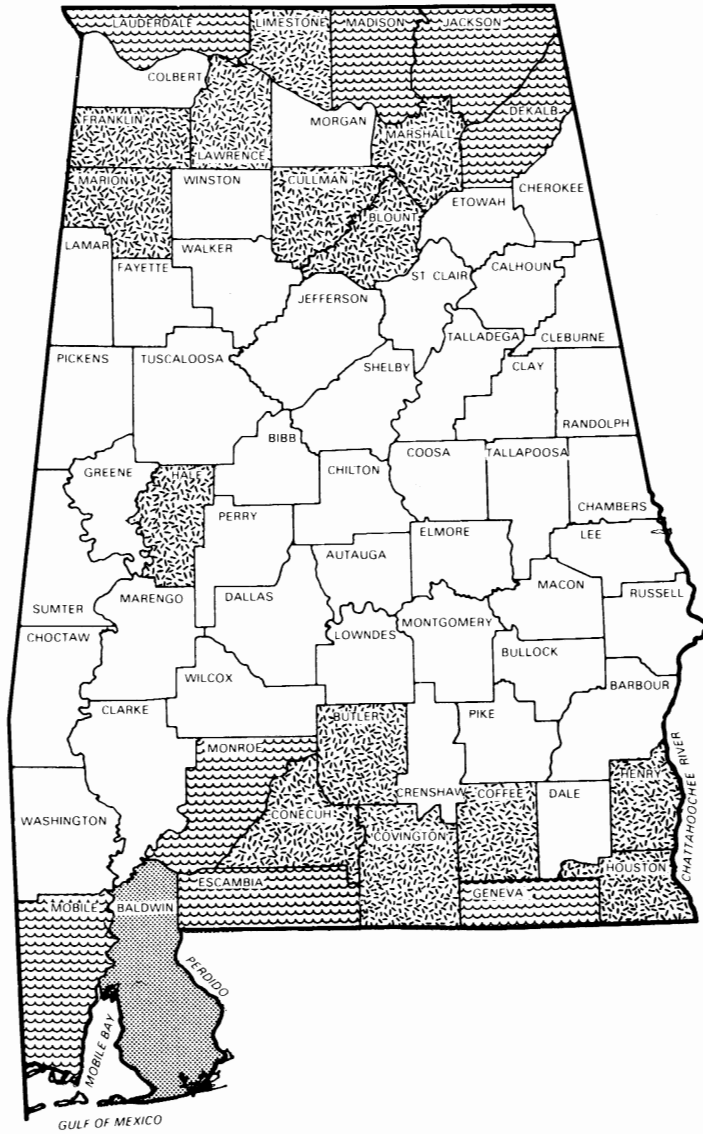 LAUDERDALE
LIMESTONE
MADISON
JACKSON
COLBERT
DEKALB
FRANKLIN
LAWRENCE
MORGAN
MARSHALL
MARION
WINSTON
CULLMAN
CHEROKEE
ETOWAH
BLOUNT
LAMAR
WALKER
FAYETTE
ST CLAIR
CALHOUN
JEFFERSON
TALLADEGA
CLEBURNE
PICKENS
TUSCALOOSA
SHELBY
CLAY
RANDOLPH
BIBB
GREENE
HALE
CHILTON
COOSA
TALLAPOOSA
CHAMBERS
PERRY
ELMORE
LEE
AUTAUGA
MACON
SUMTER
MARENGO
DALLAS
RUSSELL
CHOCTAW
LOWNDES
MONTGOMERY
BULLOCK
WILCOX
BARBOUR
CLARKE
BUTLER
PIKE
MONROE
CHATTAHOOCHEE RIVER
HENRY
CRENSHAW
COFFEE
DALE
WASHINGTON
CONECUH
COVINGTON
HOUSTON
ESCAMBIA
GENEVA
MOBILE
BALDWIN
PERDIDO
MOBILE BAY
GULF OF MEXICO